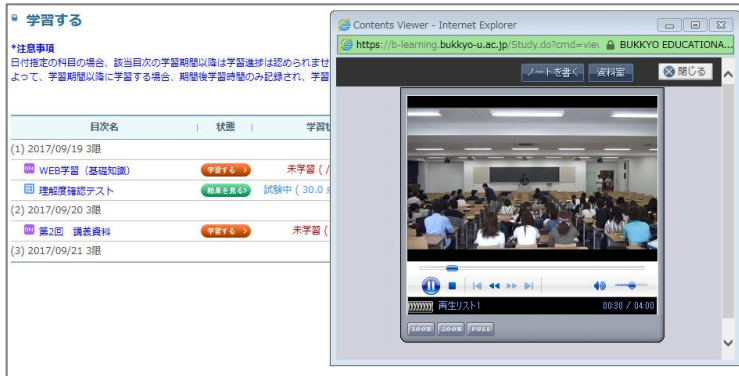 学習する
*注意事項
日付指定の科目の場合、該当目次の学習期間以降は学習進捗は認められませ
よって、学習期間以降に学習する場合、期間後学習時間のみ記録され、学習
目次名 | 状態 | 学習
(1) 2017/09/19 3限
WEB学習（基礎知識） 学習する 未学習 ( /
理解度確認テスト 結果を見る 試験中 ( 30.0
(2) 2017/09/20 3限
第2回 講義資料 学習する 未学習 (
(3) 2017/09/21 3限
Contents Viewer - Internet Explorer
https://b-learning.bukkyo-u.ac.jp/Study.do?cmd=view BUKKYO EDUCATIONA...
ノートを書く 資料室 閉じる
再生リスト1 00:30 / 04:00
100% 200% FULL